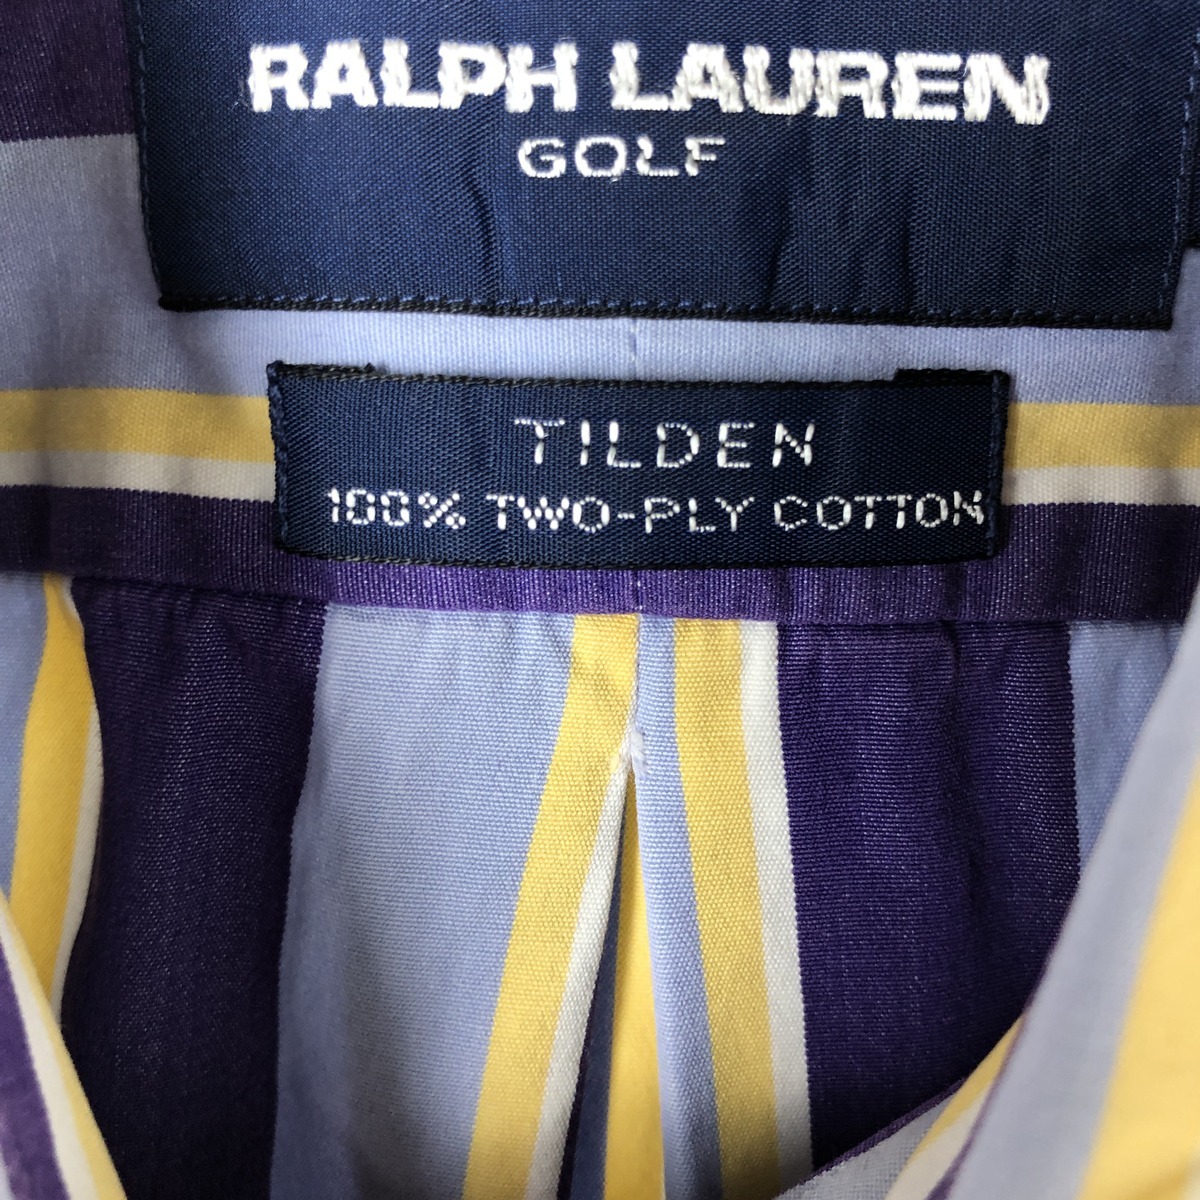 RALPH LAUREN
GOLF
TILDEN
100% TWO-PLY COTTON